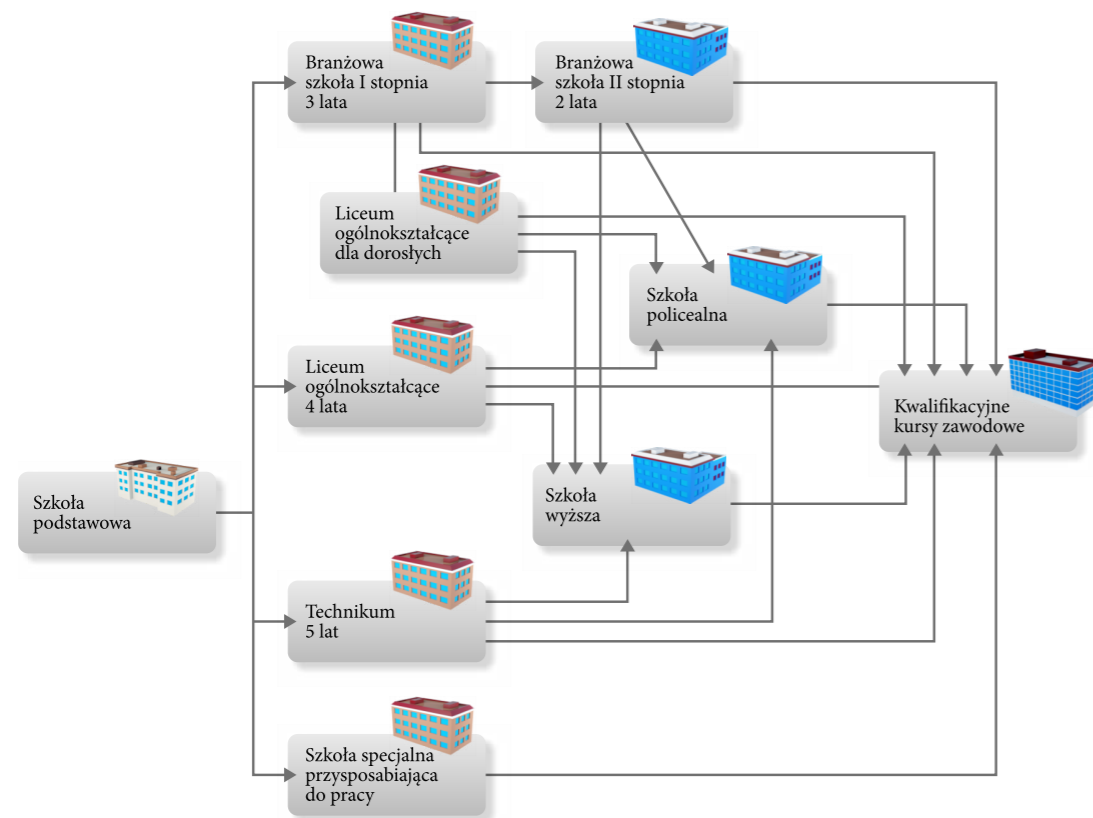 Branżowa
szkoła I stopnia
3 lata
Branżowa
szkoła II stopnia
2 lata
Liceum
ogólnokształcące
dla dorosłych
Szkoła
policealna
Liceum
ogólnokształcące
4 lata
Kwalifikacyjne
kursy zawodowe
Szkoła
podstawowa
Szkoła
wyższa
Technikum
5 lat
Szkoła specjalna
przysposabiająca
do pracy